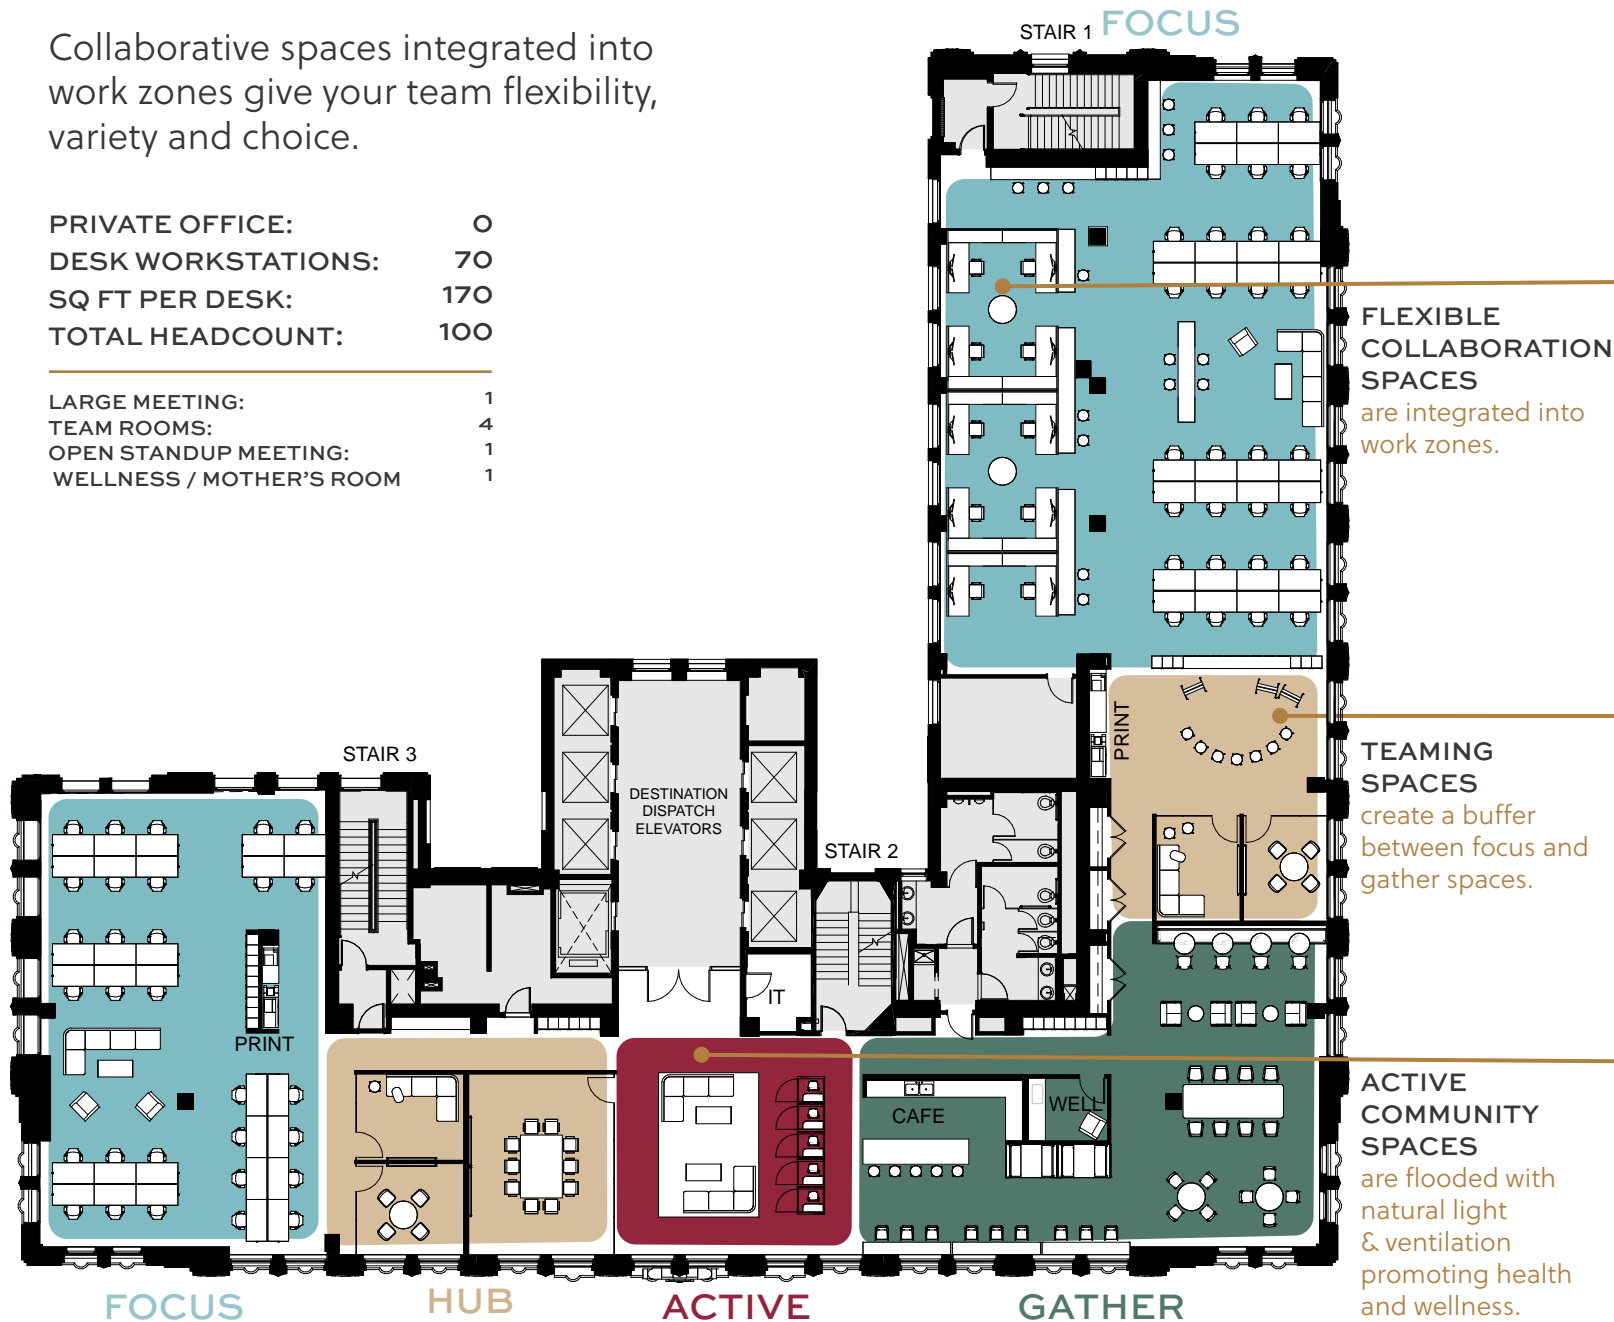 Collaborative spaces integrated into
work zones give your team flexibility,
variety and choice.
PRIVATE OFFICE: 0
DESK WORKSTATIONS: 70
SQ FT PER DESK: 170
TOTAL HEADCOUNT: 100
LARGE MEETING: 1
TEAM ROOMS: 4
OPEN STANDUP MEETING: 1
WELLNESS / MOTHER'S ROOM 1
STAIR 1
FOCUS
FLEXIBLE
COLLABORATION
SPACES
are integrated into
work zones.
PRINT
TEAMING
SPACES
create a buffer
between focus and
gather spaces.
STAIR 3
DESTINATION
DISPATCH
ELEVATORS
STAIR 2
IT
PRINT
CAFE
WELL
ACTIVE
COMMUNITY
SPACES
are flooded with
natural light
& ventilation
promoting health
and wellness.
FOCUS
HUB
ACTIVE
GATHER